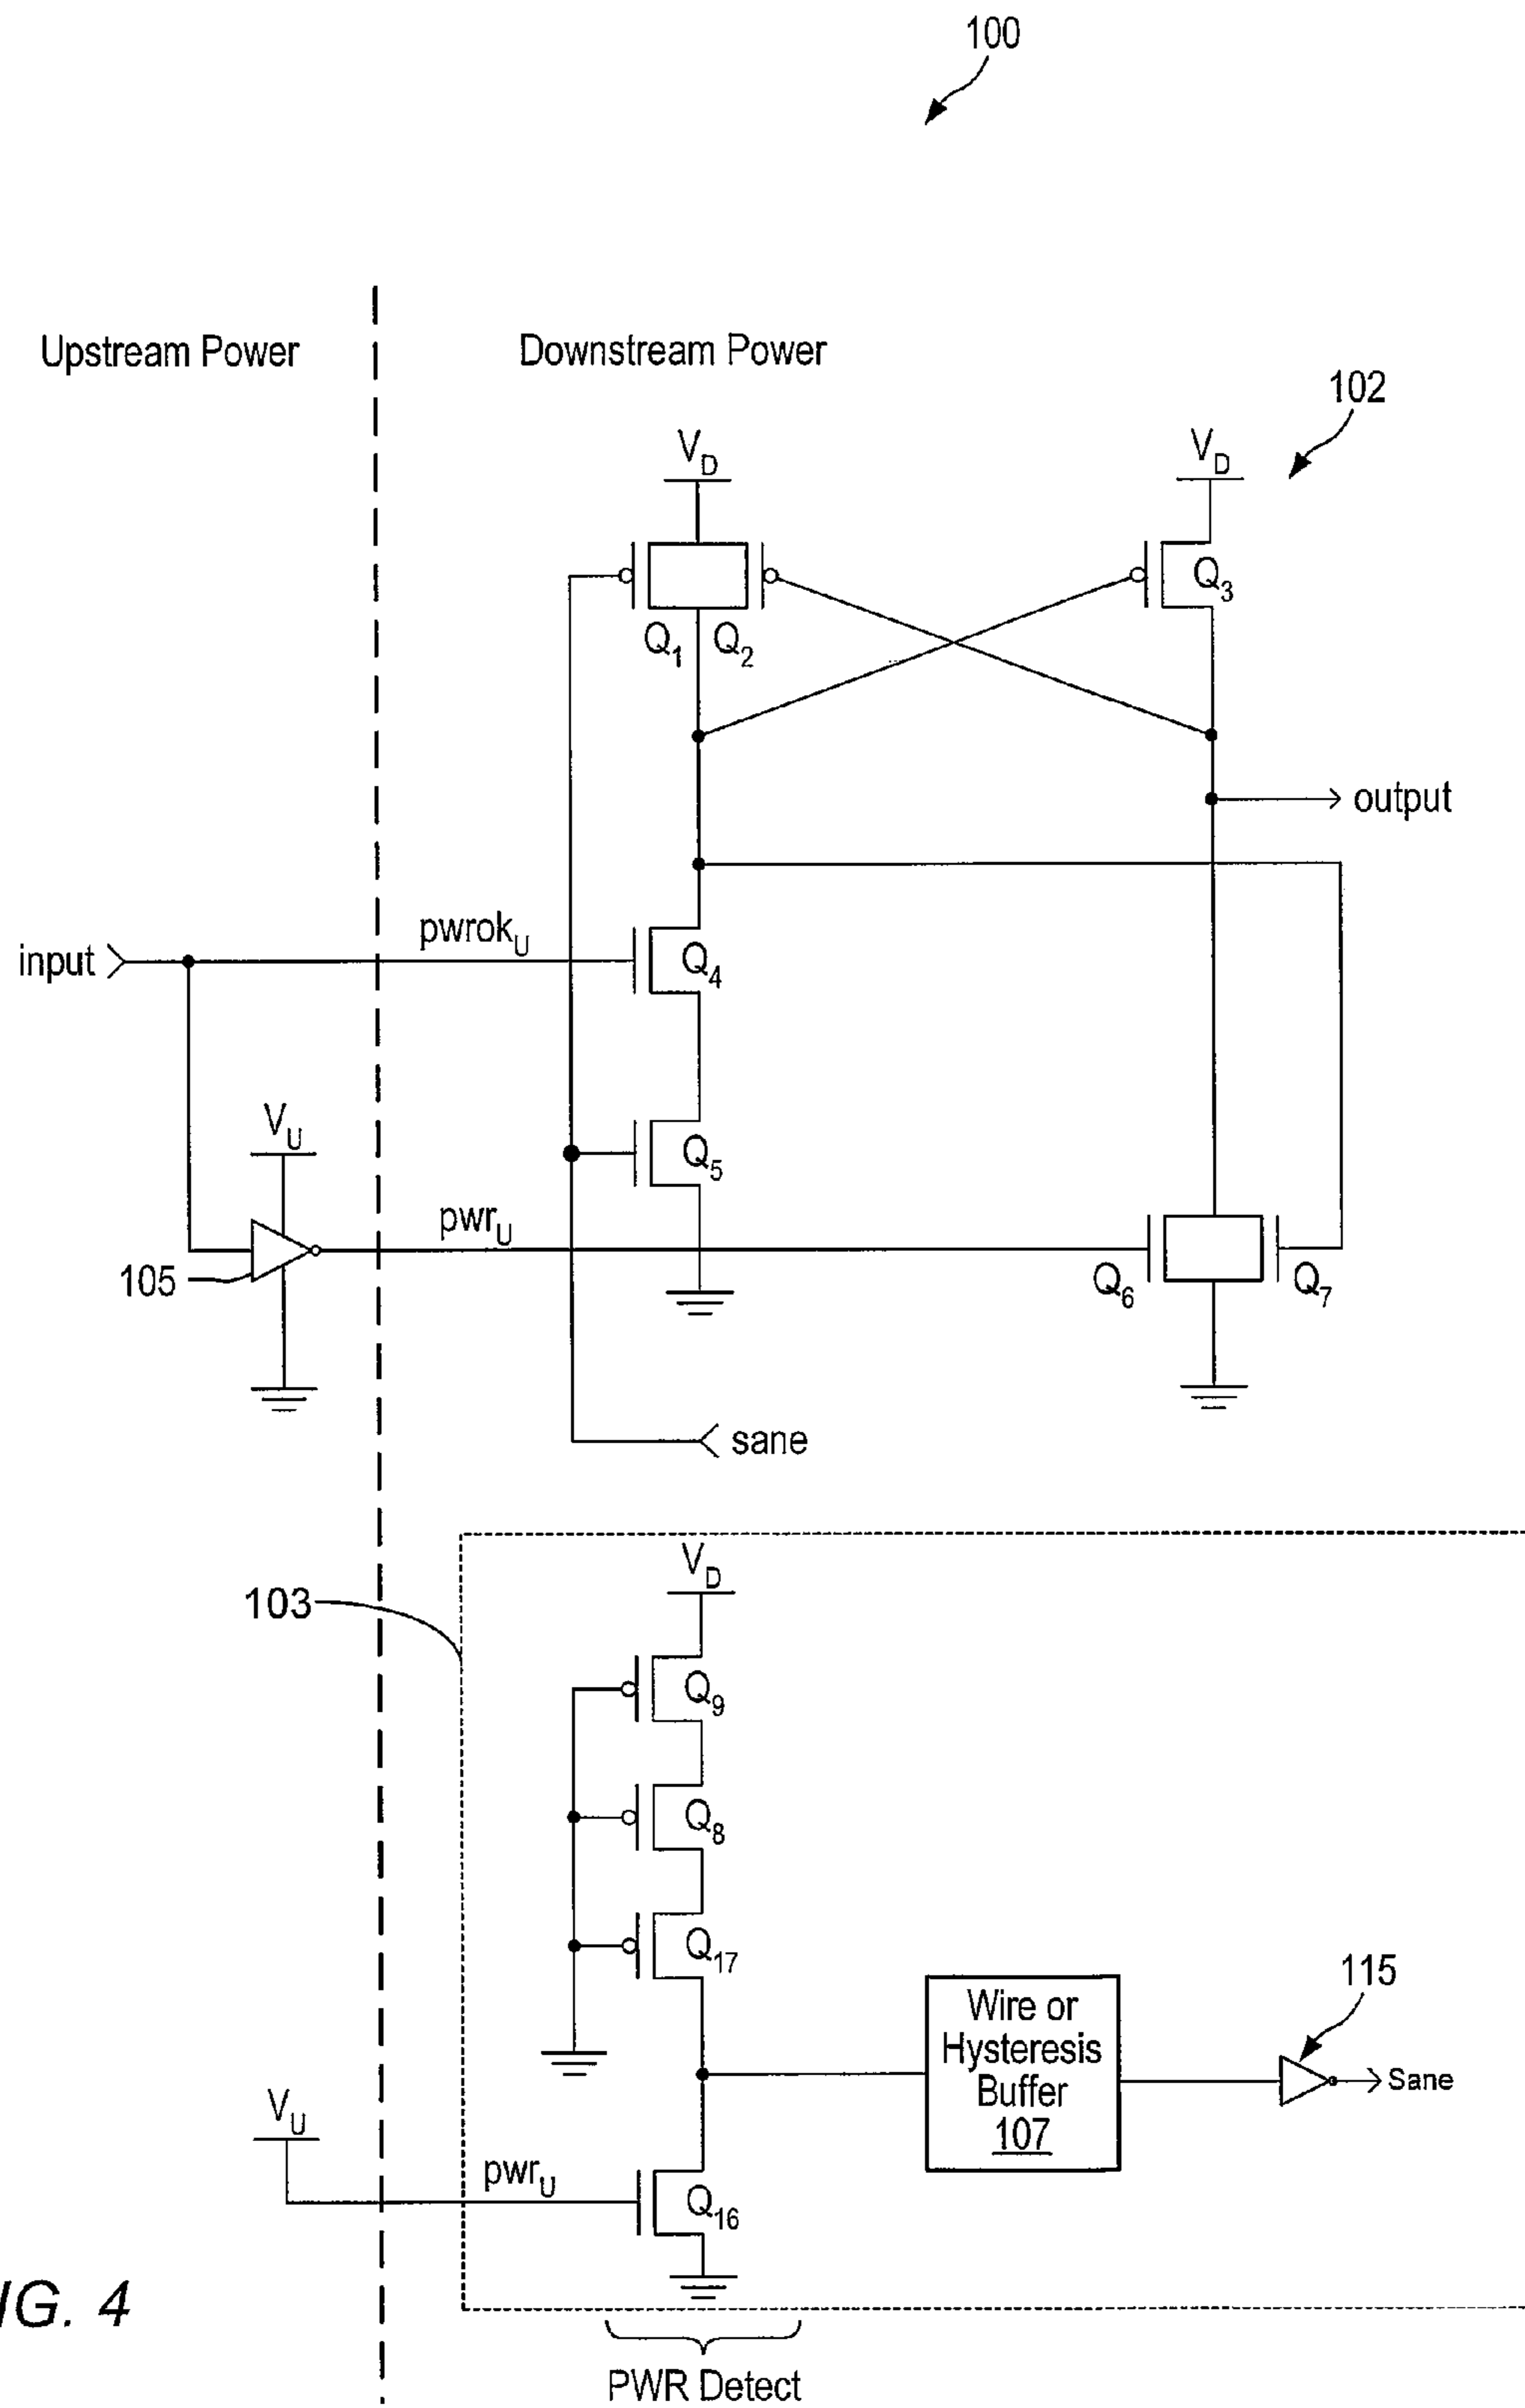 100
Upstream Power
Downstream Power
102
V_D
V_D
Q_1
Q_2
Q_3
output
input
pwrok_U
Q_4
V_U
Q_5
105
pwr_U
Q_6
Q_7
sane
103
V_D
Q_9
Q_8
Q_17
115
Wire or
Hysteresis
Buffer
107
Sane
V_U
pwr_U
Q_16
IG. 4
PWR Detect